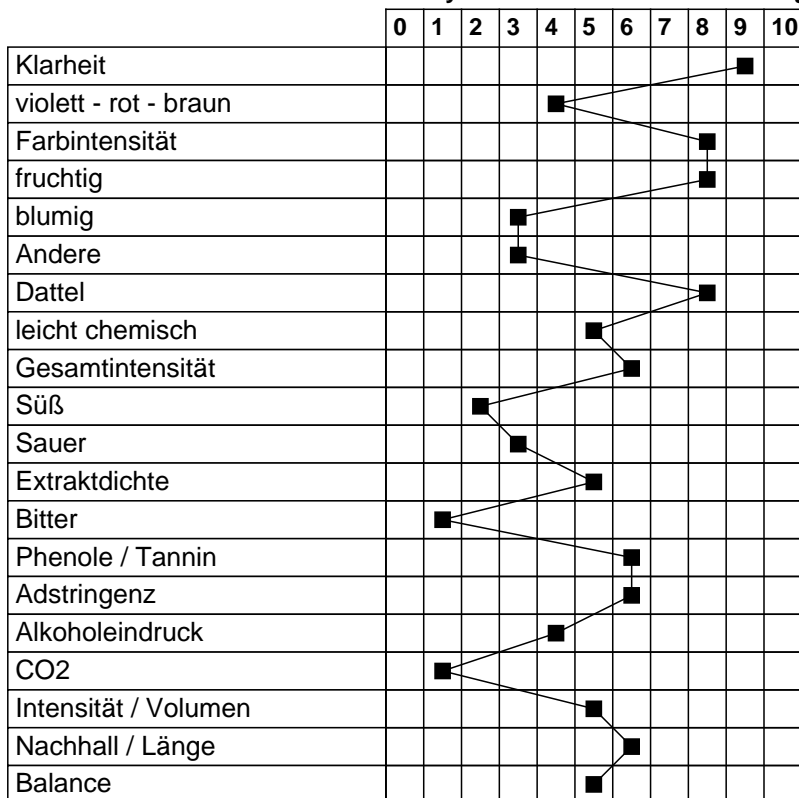 0 1 2 3 4 5 6 7 8 9 10
Klarheit
violett - rot - braun
Farbintensität
fruchtig
blumig
Andere
Dattel
leicht chemisch
Gesamtintensität
Süß
Sauer
Extraktdichte
Bitter
Phenole / Tannin
Adstringenz
Alkoholeindruck
CO2
Intensität / Volumen
Nachhall / Länge
Balance